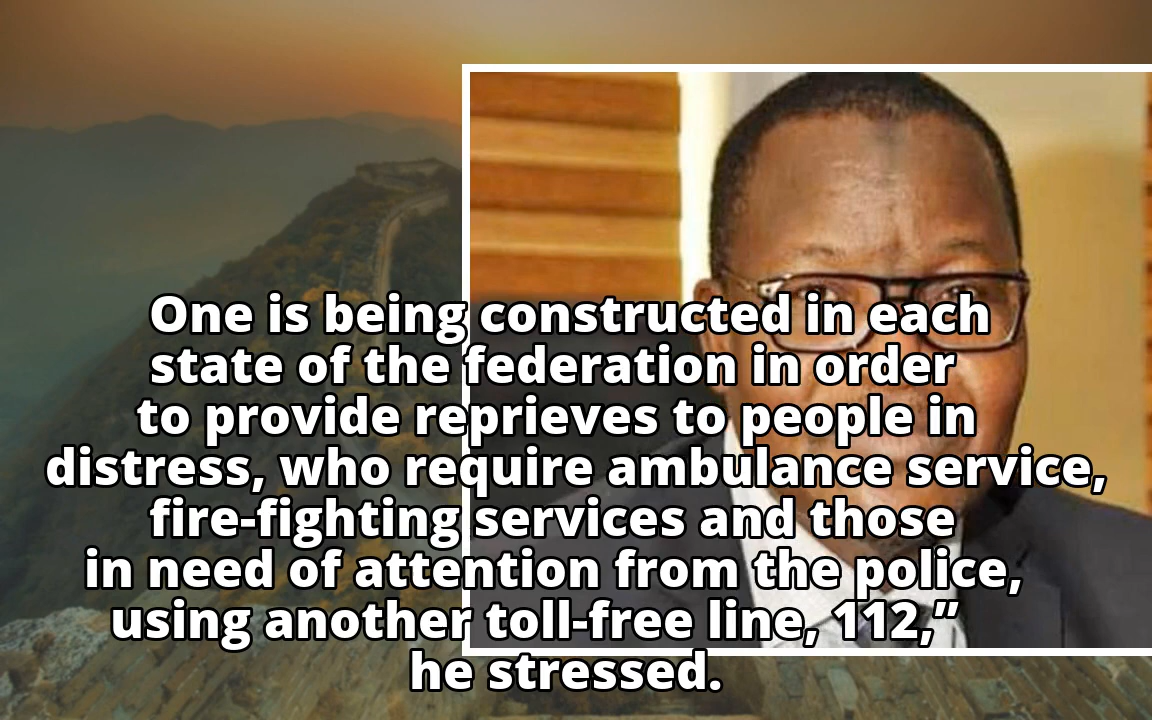 One is being constructed in each
state of the federation in order
to provide reprieves to people in
distress, who require ambulance service,
fire-fighting services and those
in need of attention from the police,
using another toll-free line, 112,”
he stressed.